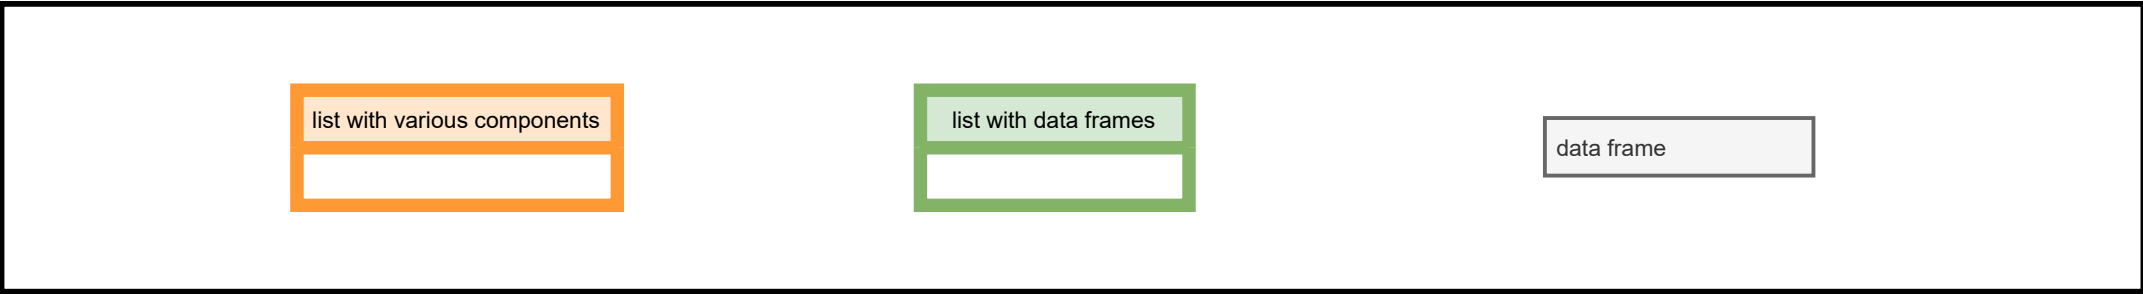 list with various components
list with data frames
data frame